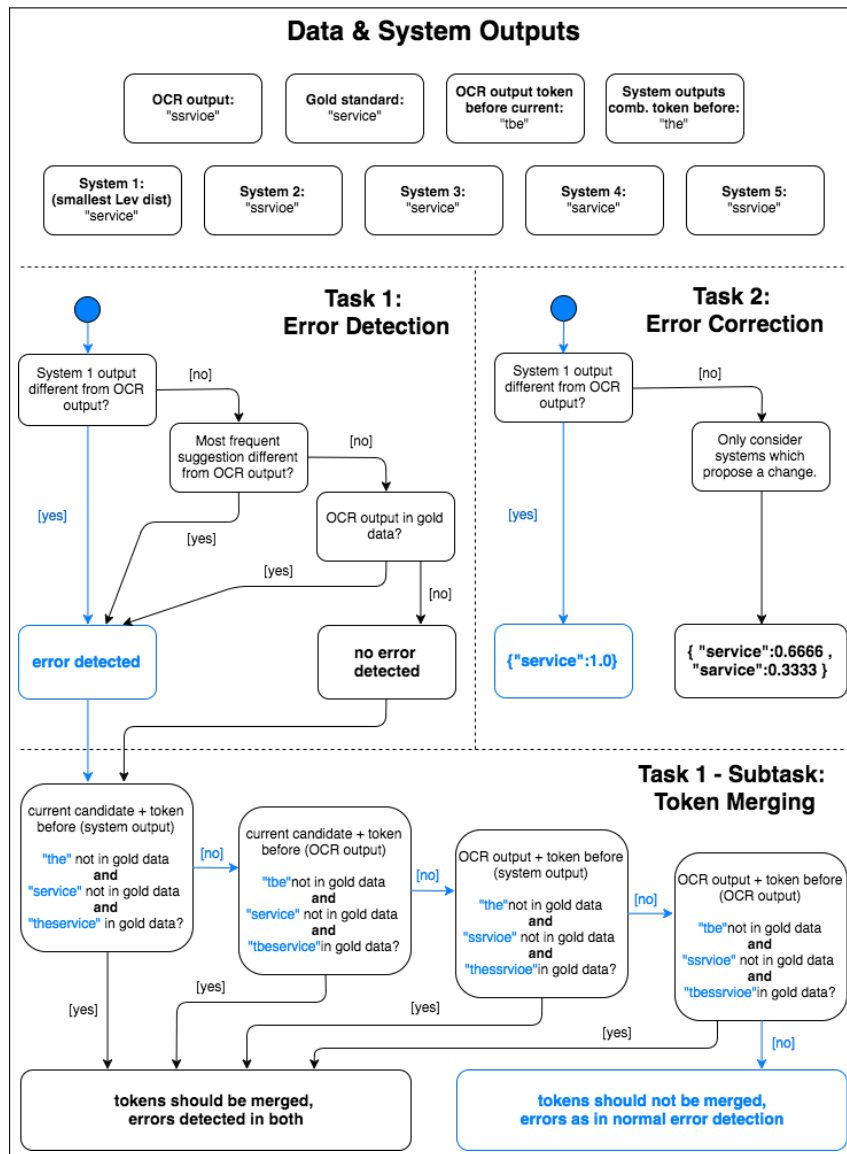 Data & System Outputs
OCR output:
"ssrvioe"
Gold standard:
"service"
OCR output token
before current:
"tbe"
System outputs
comb. token before:
"the"
System 1:
(smallest Lev dist)
"service"
System 2:
"ssrvioe"
System 3:
"service"
System 4:
"sarvice"
System 5:
"ssrvioe"
Task 1:
Error Detection
System 1 output
different from OCR
output?
[no]
Most frequent
suggestion different
from OCR output?
[no]
OCR output in gold
data?
[yes]
[yes]
[yes]
[no]
error detected
no error
detected
Task 2:
Error Correction
System 1 output
different from OCR
output?
[no]
Only consider
systems which
propose a change.
[yes]
{"service":1.0}
{ "service":0.6666 ,
"sarvice":0.3333 }
Task 1 - Subtask:
Token Merging
current candidate + token
before (system output)
"the" not in gold data
and
"service" not in gold data
and
"theservice" in gold data?
[no]
current candidate + token
before (OCR output)
"tbe"not in gold data
and
"service" not in gold data
and
"tbeservice"in gold data?
[no]
OCR output + token before
(system output)
"the"not in gold data
and
"ssrvioe" not in gold data
and
"thessrvioe"in gold data?
[no]
OCR output + token before
(OCR output)
"tbe"not in gold data
and
"ssrvioe" not in gold data
and
"tbessrvioe"in gold data?
[yes]
[yes]
[yes]
[yes]
[no]
tokens should be merged,
errors detected in both
tokens should not be merged,
errors as in normal error detection